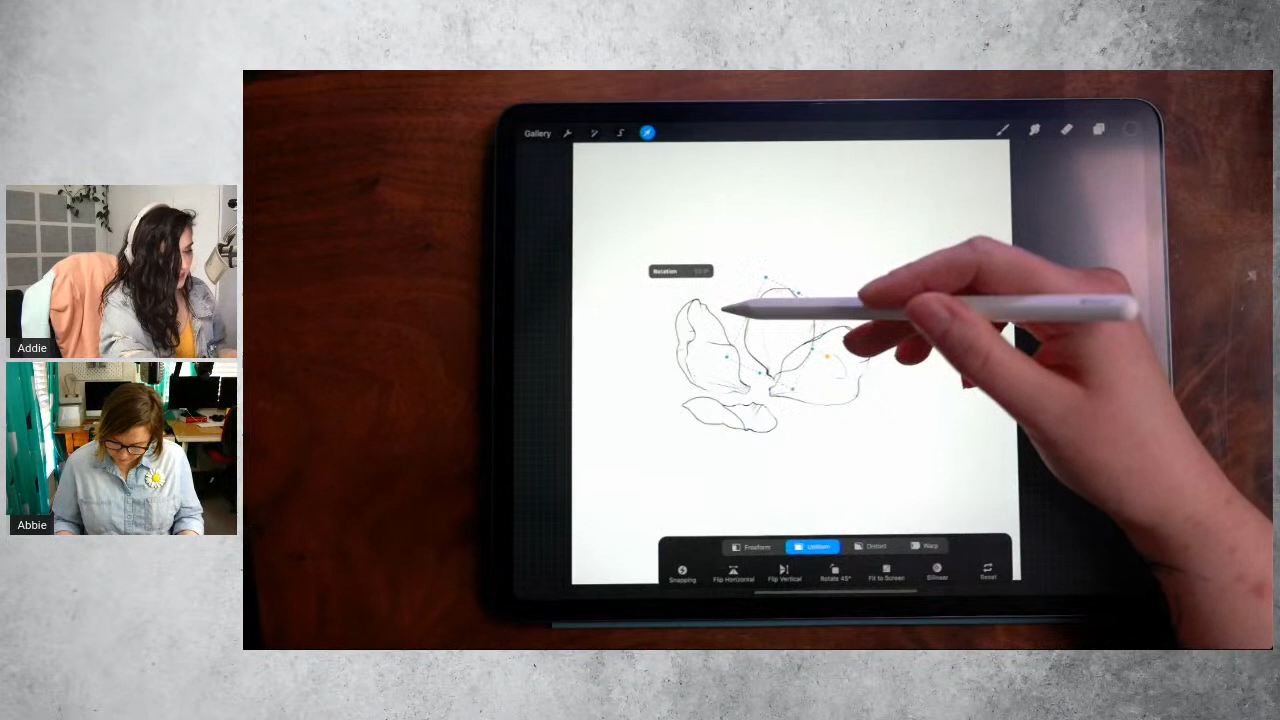 Gallery
Rotation
Addie
Abbie
Freeform
Uniform
Distort
Warp
Snapping
Flip Horizontal
Flip Vertical
Rotate 45°
Fit to Screen
Bilinear
Reset